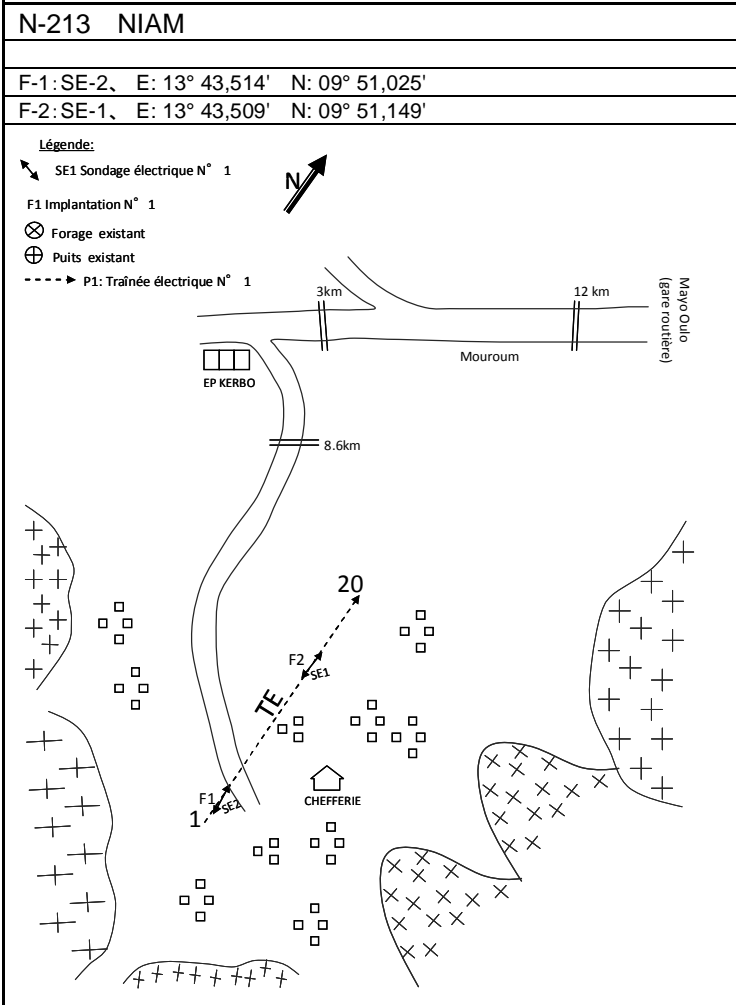 N-213 NIAM
F-1:SE-2、 E: 13° 43,514' N: 09° 51,025'
F-2:SE-1、 E: 13° 43,509' N: 09° 51,149'
Légende:
SE1 Sondage électrique N° 1
F1 Implantation N° 1
Forage existant
Puits existant
P1: Traînée électrique N° 1
N
3km
12 km
Mayo Oulo
(gare routière)
Mouroum
EP KERBO
8.6km
20
F2
SE1
TE
F1
SE2
1
CHEFFERIE